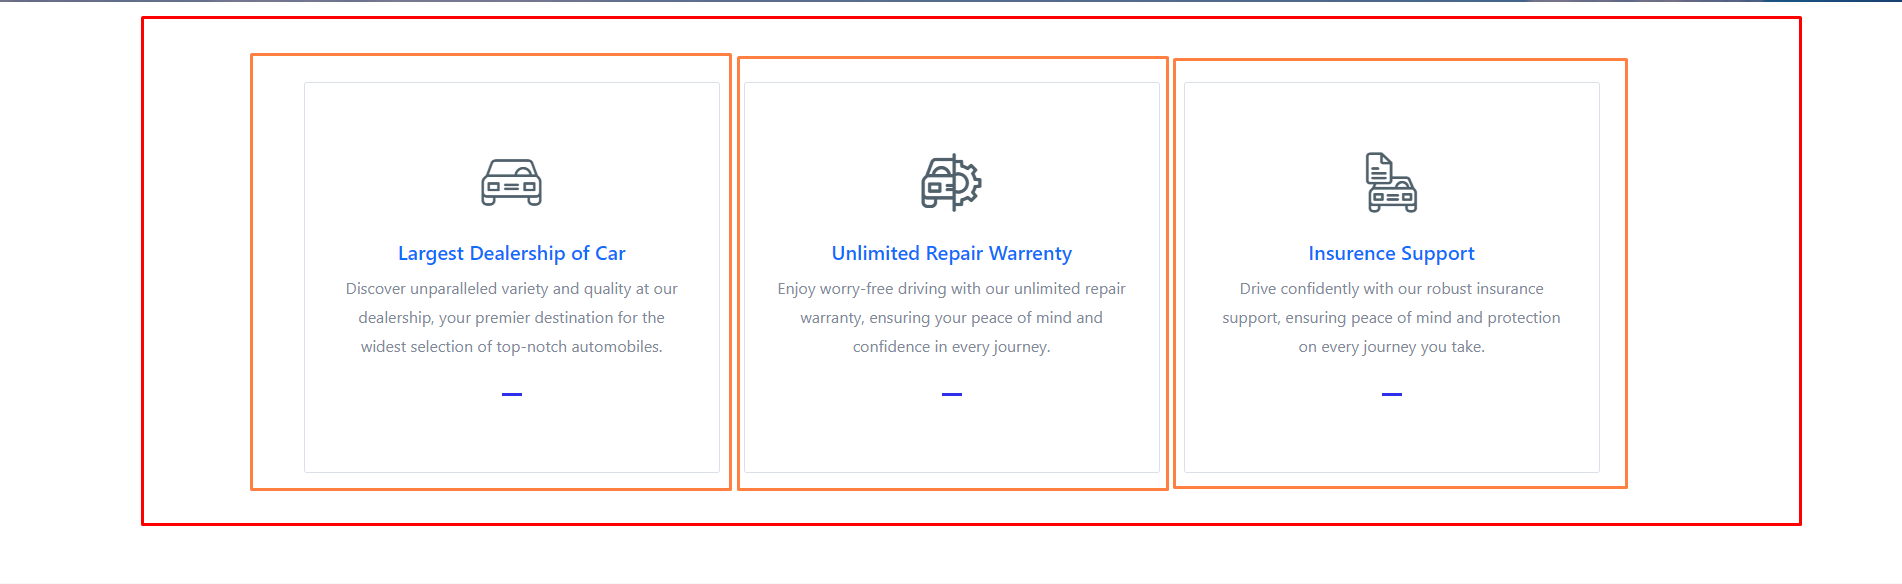 Largest Dealership of Car
Discover unparalleled variety and quality at our
dealership, your premier destination for the
widest selection of top-notch automobiles.
Unlimited Repair Warrenty
Enjoy worry-free driving with our unlimited repair
warranty, ensuring your peace of mind and
confidence in every journey.
Insurence Support
Drive confidently with our robust insurance
support, ensuring peace of mind and protection
on every journey you take.